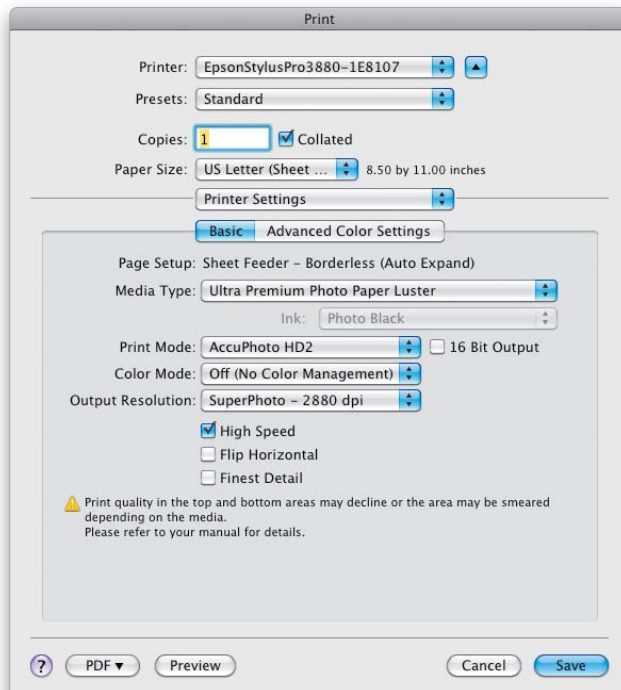 Print
Printer: EpsonStylusPro3880-1E8107
Presets: Standard
Copies: 1 Collated
Paper Size: US Letter (Sheet ... 8.50 by 11.00 inches
Printer Settings
Basic Advanced Color Settings
Page Setup: Sheet Feeder - Borderless (Auto Expand)
Media Type: Ultra Premium Photo Paper Luster
Ink: Photo Black
Print Mode: AccuPhoto HD2 16 Bit Output
Color Mode: Off (No Color Management)
Output Resolution: SuperPhoto - 2880 dpi
High Speed
Flip Horizontal
Finest Detail
Print quality in the top and bottom areas may decline or the area may be smeared
depending on the media.
Please refer to your manual for details.
? PDF ▼ Preview Cancel Save